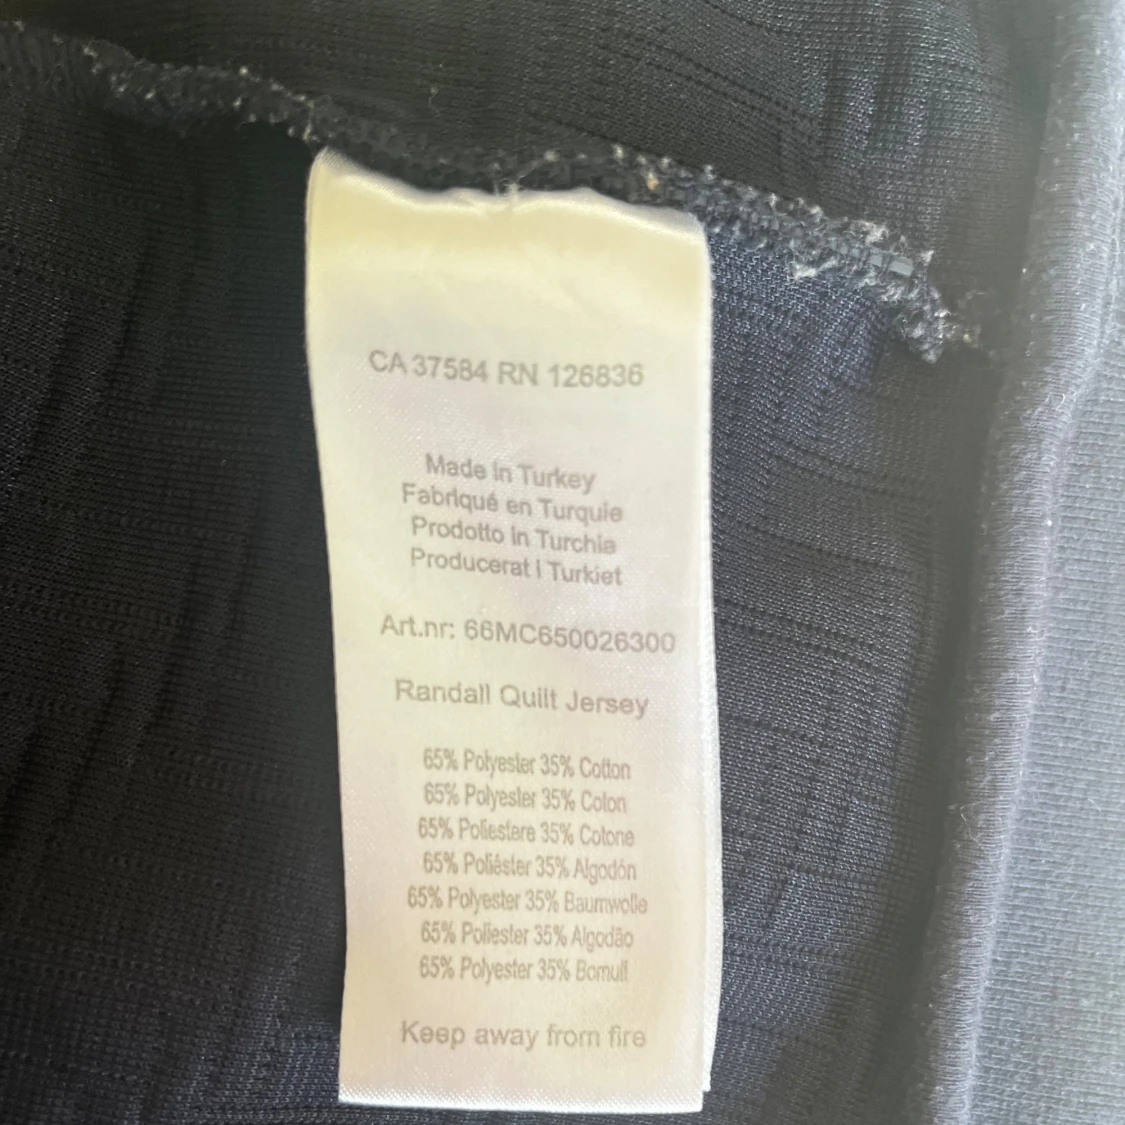 CA 37584 RN 126836
Made in Turkey
Fabriqué en Turquie
Prodotto in Turchia
Producerat i Turkiet
Art.nr: 66MC650026300
Randall Quilt Jersey
65% Polyester 35% Cotton
65% Polyester 35% Coton
65% Poliestere 35% Cotone
65% Poliéster 35% Algodón
65% Polyester 35% Baumwolle
65% Poliester 35% Algodão
65% Polyester 35% Bomull
Keep away from fire